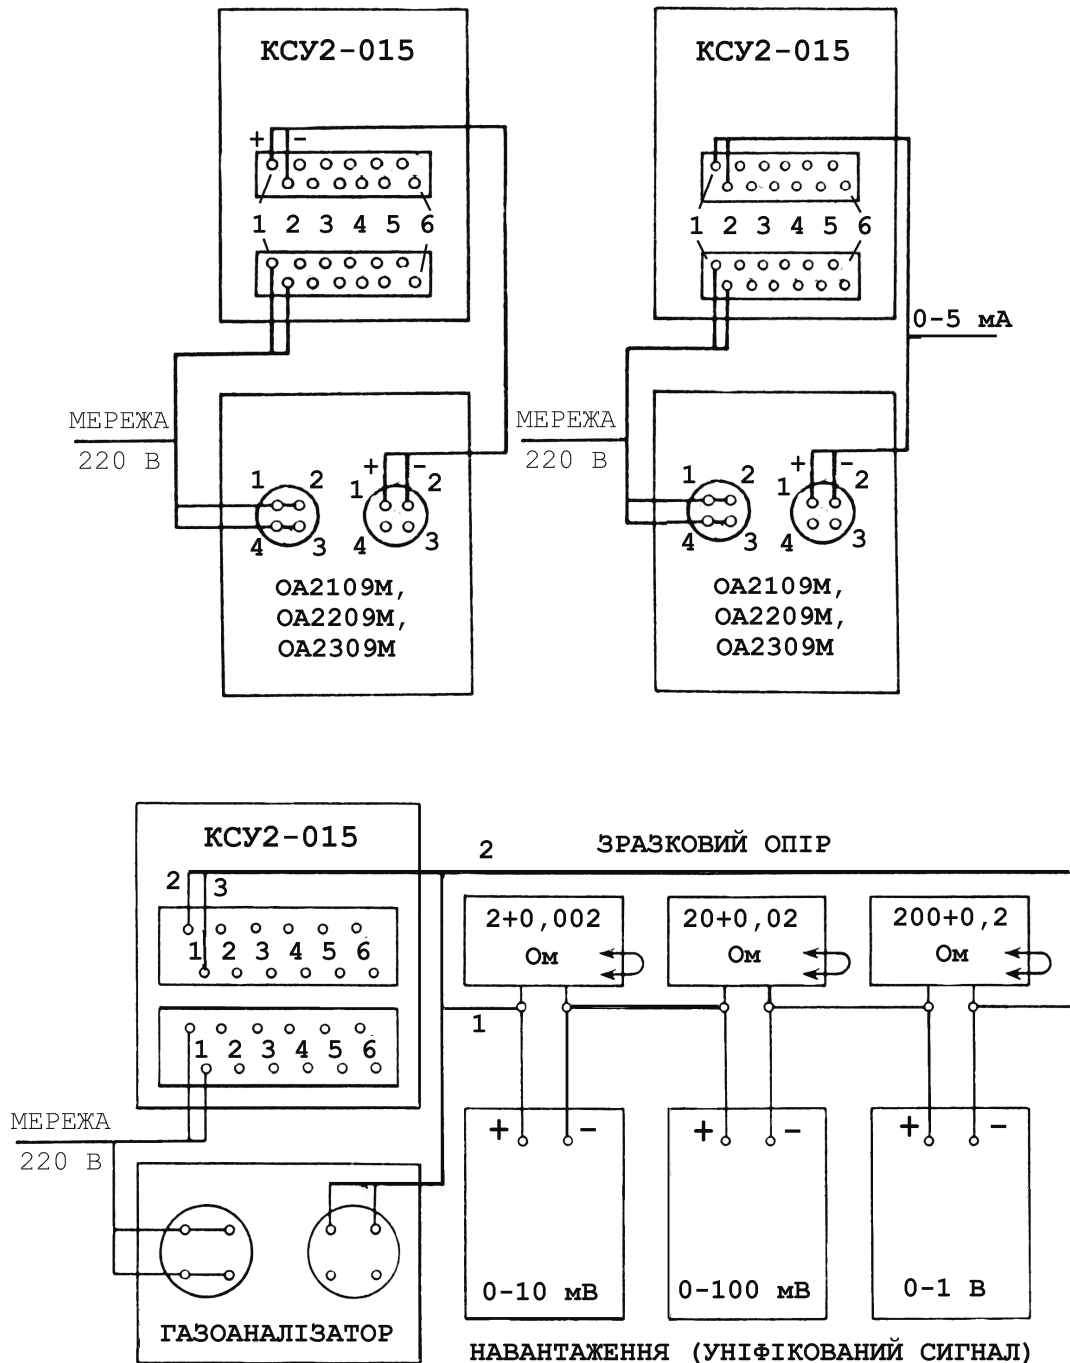 КСУ2-015
+ -
1 2 3 4 5 6
МЕРЕЖА
220 В
+ -
1 2
4 3
ОА2109М,
ОА2209М,
ОА2309М
КСУ2-015
1 2 3 4 5 6
0-5 мА
МЕРЕЖА
220 В
+ -
1 2
1 2
4 3
4 3
ОА2109М,
ОА2209М,
ОА2309М
КСУ2-015
2 3
1 2 3 4 5 6
1 2 3 4 5 6
МЕРЕЖА
220 В
ГАЗОАНАЛІЗАТОР
2
ЗРАЗКОВИЙ ОПІР
2+0,002
Ом
20+0,02
Ом
200+0,2
Ом
1
+ -
+ -
+ -
0-10 мВ
0-100 мВ
0-1 В
НАВАНТАЖЕННЯ (УНІФІКОВАНИЙ СИГНАЛ)